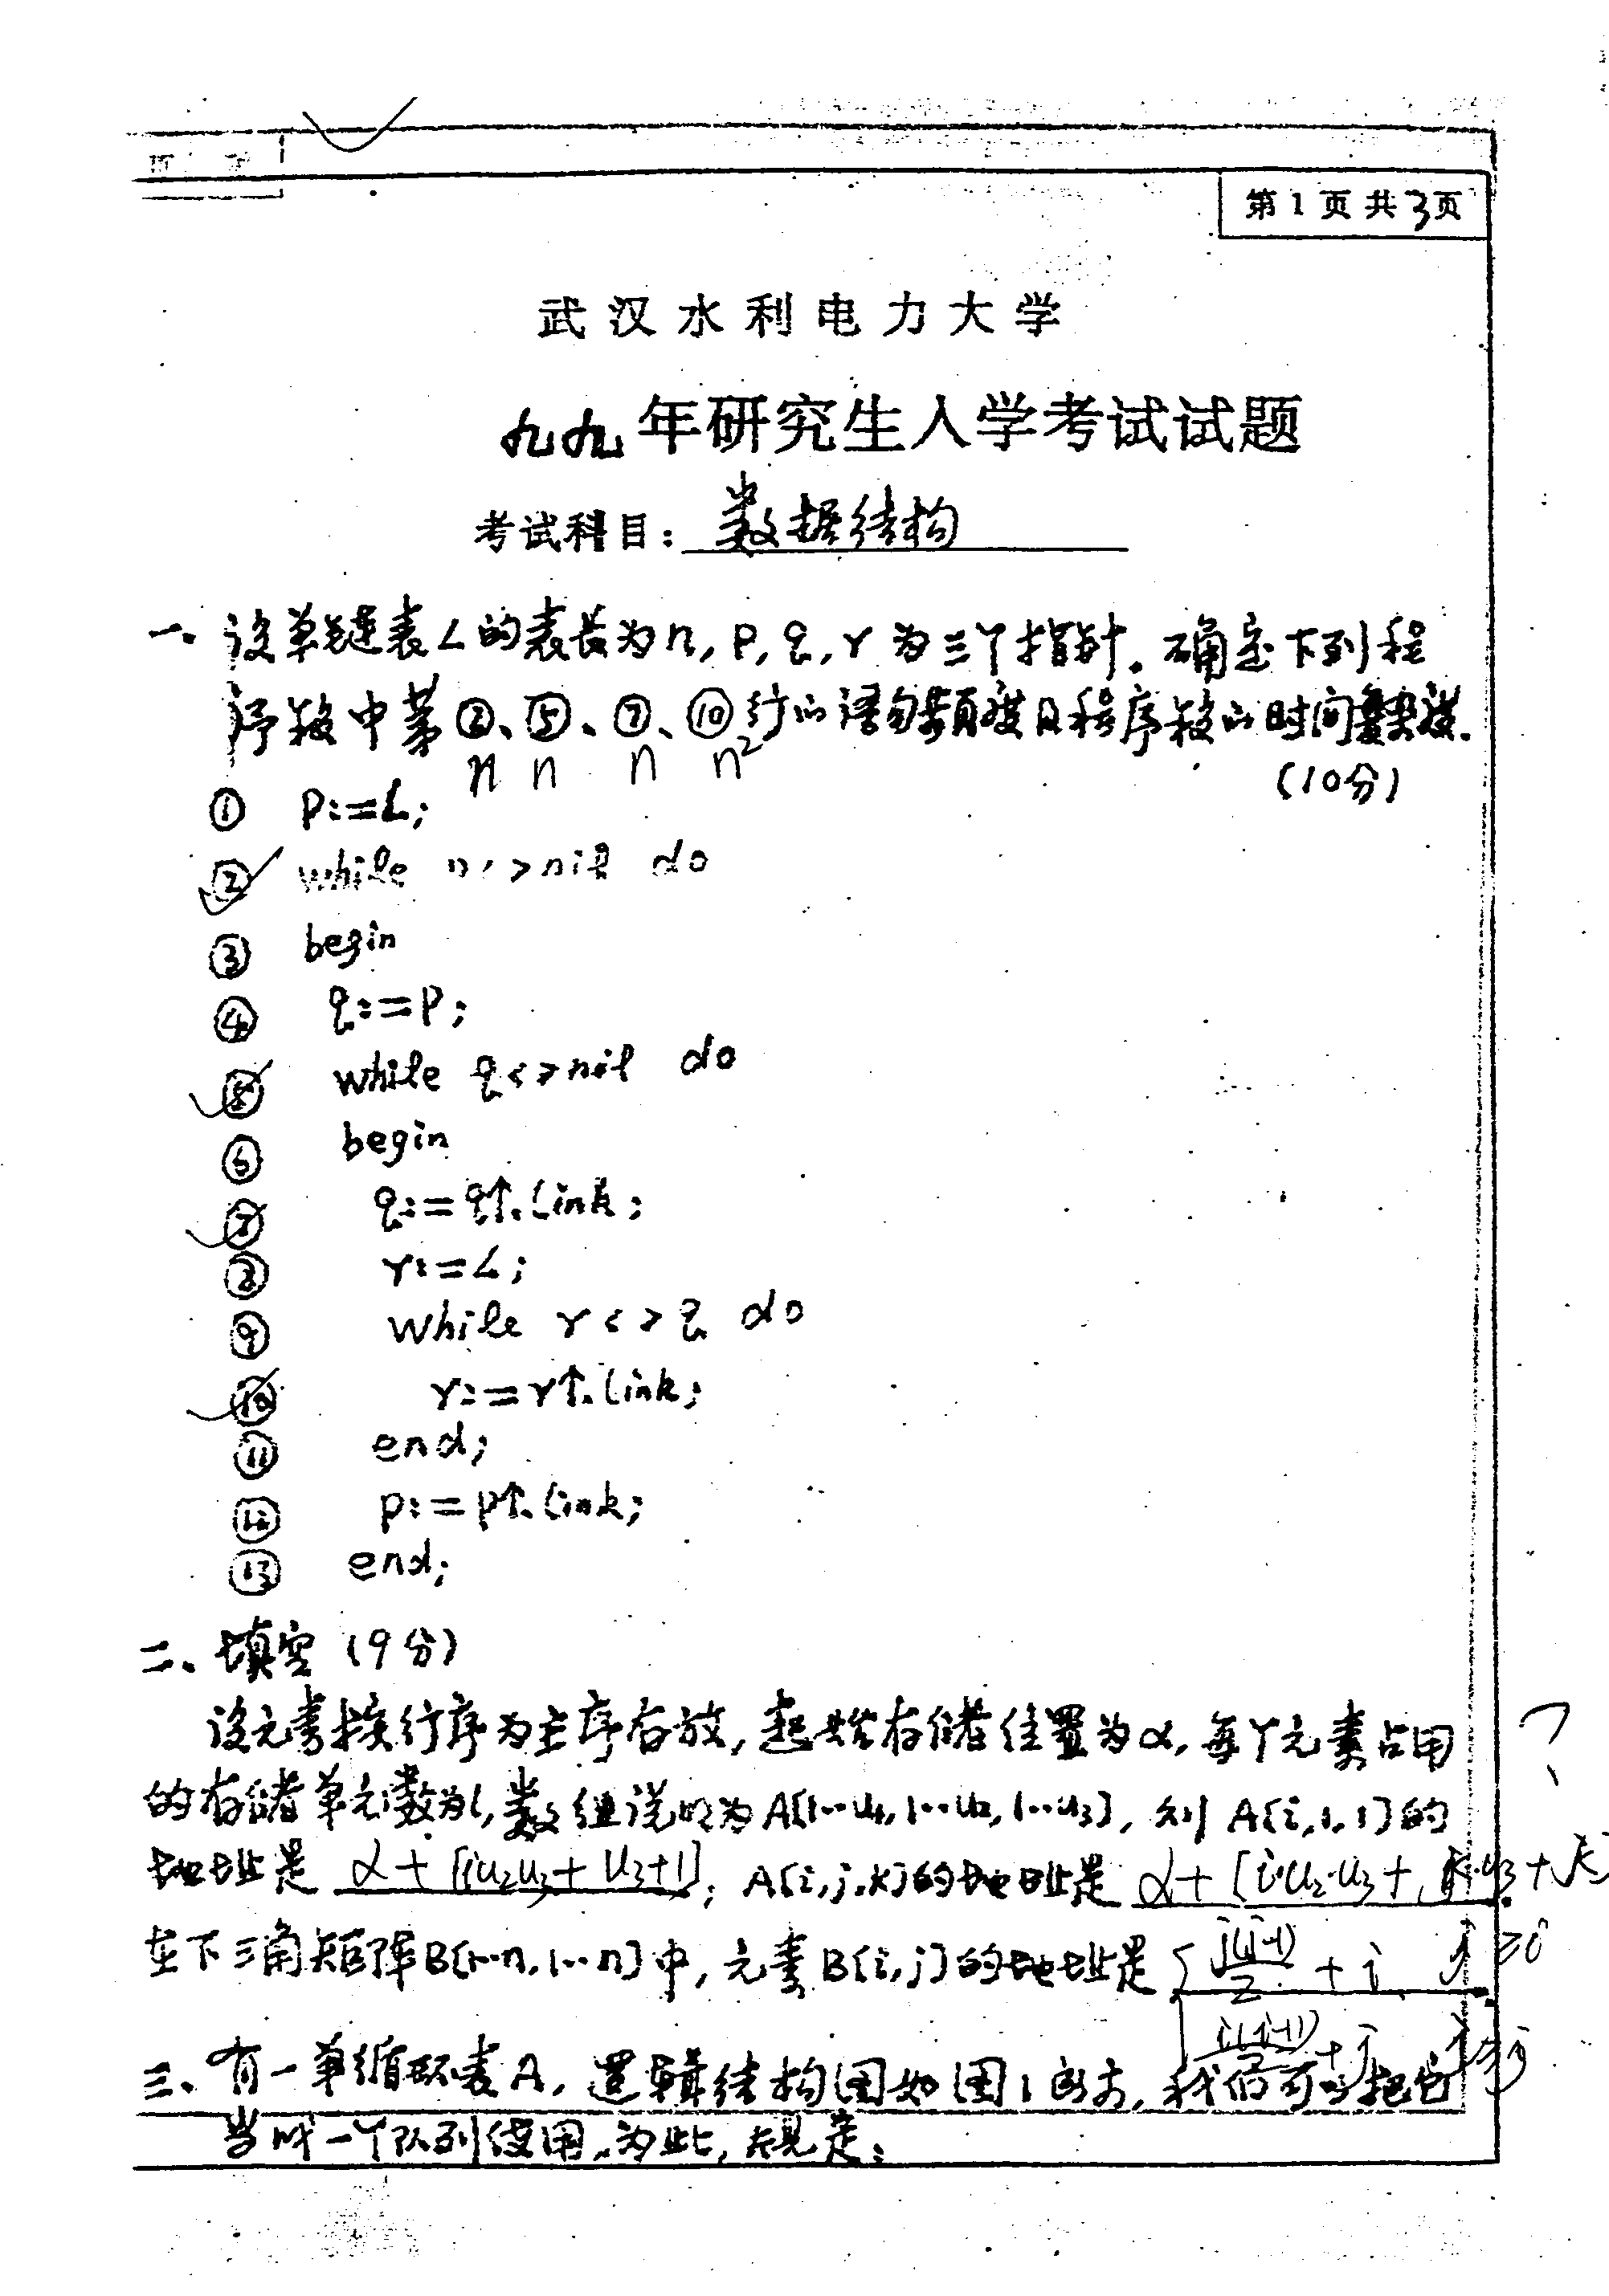 第 1 页 共 3 页
武汉水利电力大学
九九年研究生入学考试试题
考试科目：数据结构
一. 设单链表L的表长为n, p, q, r 为三个指针. 确定下列程
序段中第②、⑤、⑦、⑩行的语句频度及程序段的时间复杂度.
n n n n²
(10分)
① p:=L;
② while <>nil do
③ begin
④ q:=p;
⑤ while q<>nil do
⑥ begin
⑦ q:=q↑.link;
⑧ r:=L;
⑨ while r<>q do
⑩ r:=r↑.link;
⑪ end;
⑫ p:=p↑.link;
⑬ end;
二、填空 (9分)
设元素按行序为主序存放, 起始存储位置为α, 每个元素占用
的存储单元数为l, 数组说明为A[1··u1, 1··u2, 1··u3], 则 A[i,1,1]的
地址是 α+[iu₂u₃+u₃+1]; A[i,j,k]的地址是 α+[i·u₂·u₃+ u₃+k
在下三角矩阵B[1··n, 1··n]中, 元素B[i,j]的地址是
三、有一单循环表A, 逻辑结构图如图1所示, 我们可以把它
当成一个队列使用, 为此, 规定: